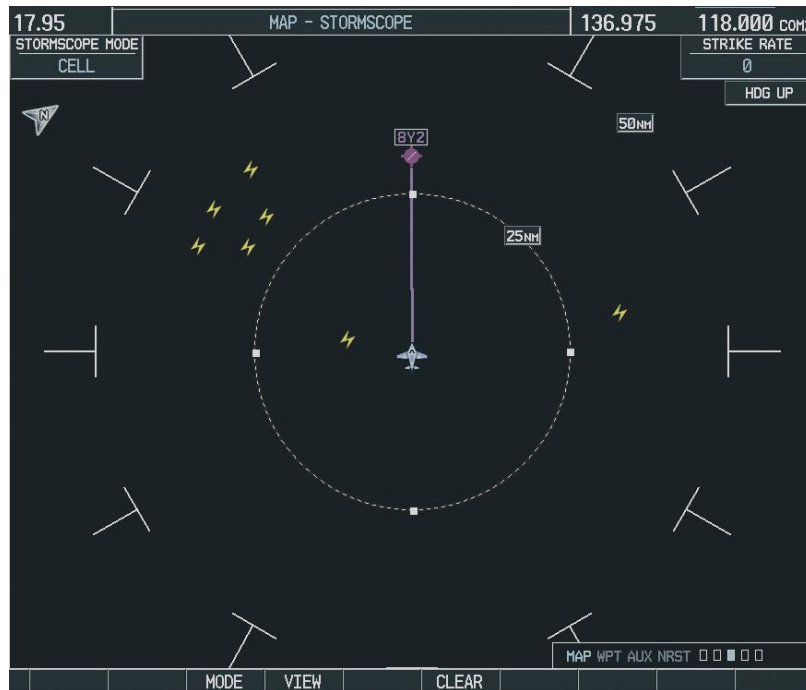 17.95 MAP - STORMSCOPE 136.975 118.000 COM
STORMSCOPE MODE
CELL
STRIKE RATE
0
HDG UP
N
50NM
8Y2
25NM
MAP WPT AUX NRST
MODE VIEW CLEAR